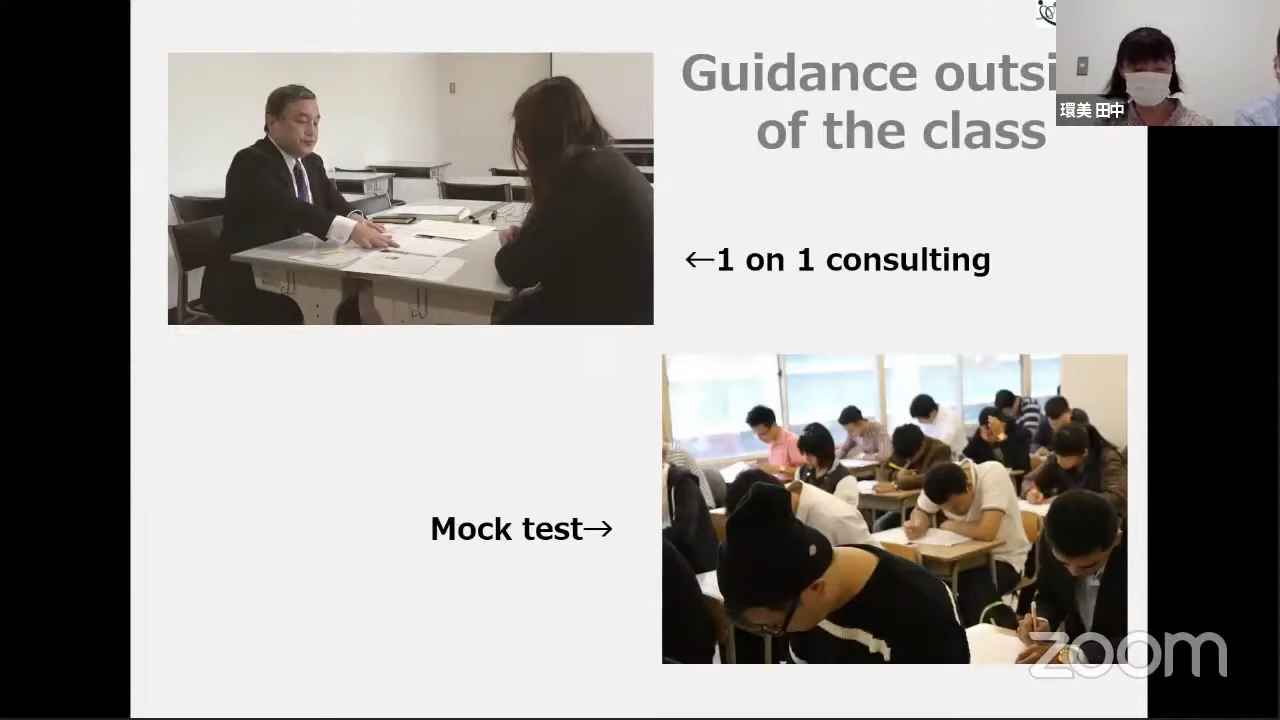 Guidance outsi
of the class
環美 田中
←1 on 1 consulting
Mock test→
zoom